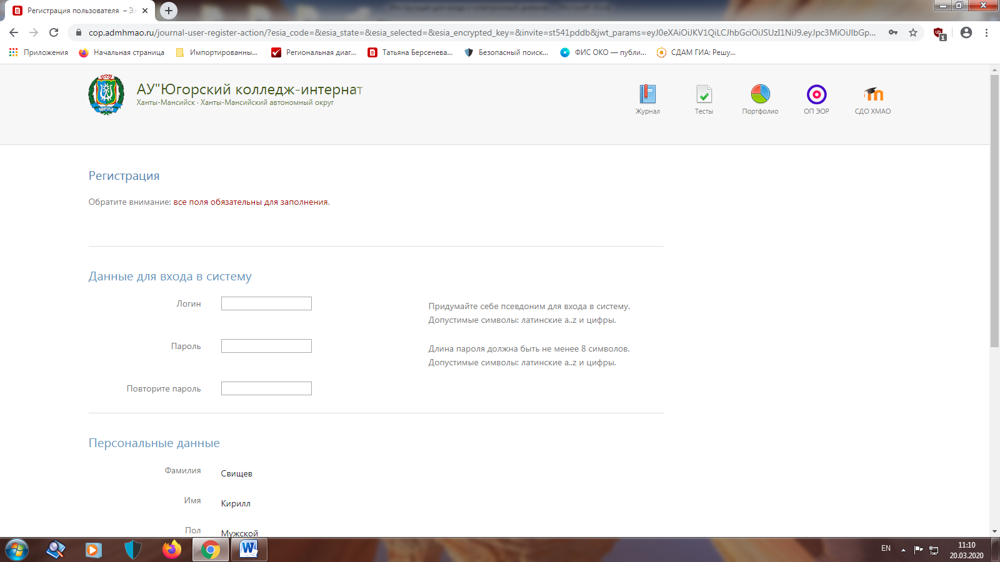 Регистрация пользователя – Эл
cop.admhmao.ru/journal-user-register-action/?esia_code=&esia_state=&esia_selected=&esia_encrypted_key=&invite=st541pddb&jwt_params=eyJ0eXAiOiJKV1QiLCJhbGciOiJSUzI1NiJ9.eyJpc3MiOiJIbGp...
1
Приложения Начальная страница Импортированны... Региональная диаг... Татьяна Берсенева... Безопасный поиск... ФИС ОКО — публи... СДАМ ГИА: Решу...
АУ"Югорский колледж-интернат
Ханты-Мансийск · Ханты-Мансийский автономный округ
Журнал Тесты Портфолио ОП ЭОР СДО ХМАО
Регистрация
Обратите внимание: все поля обязательны для заполнения.
Данные для входа в систему
Логин
Придумайте себе псевдоним для входа в систему.
Допустимые символы: латинские a..z и цифры.
Пароль
Длина пароля должна быть не менее 8 символов.
Допустимые символы: латинские a..z и цифры.
Повторите пароль
Персональные данные
Фамилия Свищев
Имя Кирилл
Пол Мужской
EN
11:10
20.03.2020